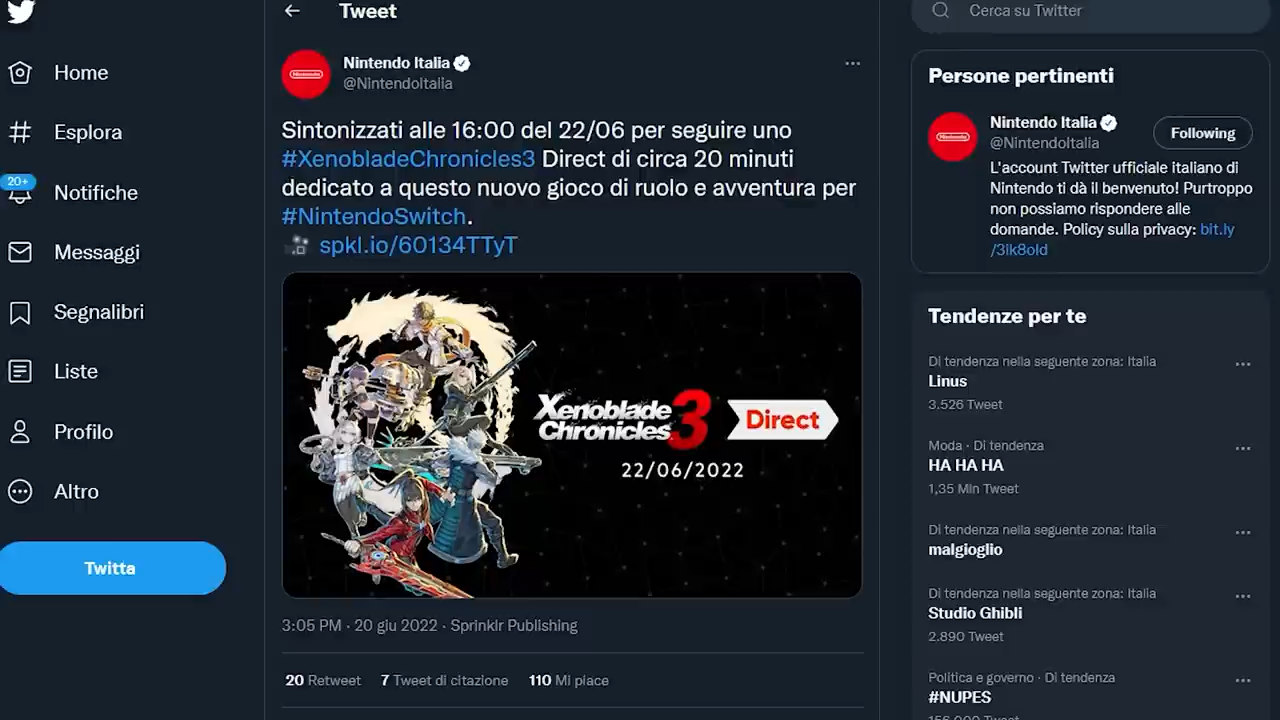 Home
Esplora
20+
Notifiche
Messaggi
Segnalibri
Liste
Profilo
Altro
Twitta
Tweet
Nintendo
Nintendo Italia
@NintendoItalia
Sintonizzati alle 16:00 del 22/06 per seguire uno
#XenobladeChronicles3 Direct di circa 20 minuti
dedicato a questo nuovo gioco di ruolo e avventura per
#NintendoSwitch.
spkl.io/60134TTyT
Xenoblade
Chronicles 3
Direct
22/06/2022
3:05 PM · 20 giu 2022 · Sprinklr Publishing
20 Retweet 7 Tweet di citazione 110 Mi piace
Cerca su Twitter
Persone pertinenti
Nintendo
Nintendo Italia
@NintendoItalia
Following
L'account Twitter ufficiale italiano di
Nintendo ti dà il benvenuto! Purtroppo
non possiamo rispondere alle
domande. Policy sulla privacy: bit.ly
/3ik8old
Tendenze per te
Di tendenza nella seguente zona: Italia
Linus
3.526 Tweet
Moda · Di tendenza
HA HA HA
1,35 Mln Tweet
Di tendenza nella seguente zona: Italia
malgioglio
Di tendenza nella seguente zona: Italia
Studio Ghibli
2.890 Tweet
Politica e governo · Di tendenza
#NUPES